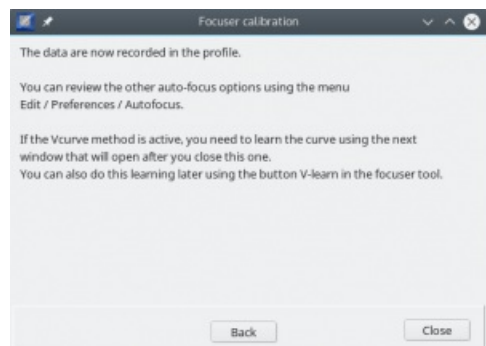 Focuser calibration
The data are now recorded in the profile.
You can review the other auto-focus options using the menu
Edit / Preferences / Autofocus.
If the Vcurve method is active, you need to learn the curve using the next
window that will open after you close this one.
You can also do this learning later using the button V-learn in the focuser tool.
Back
Close